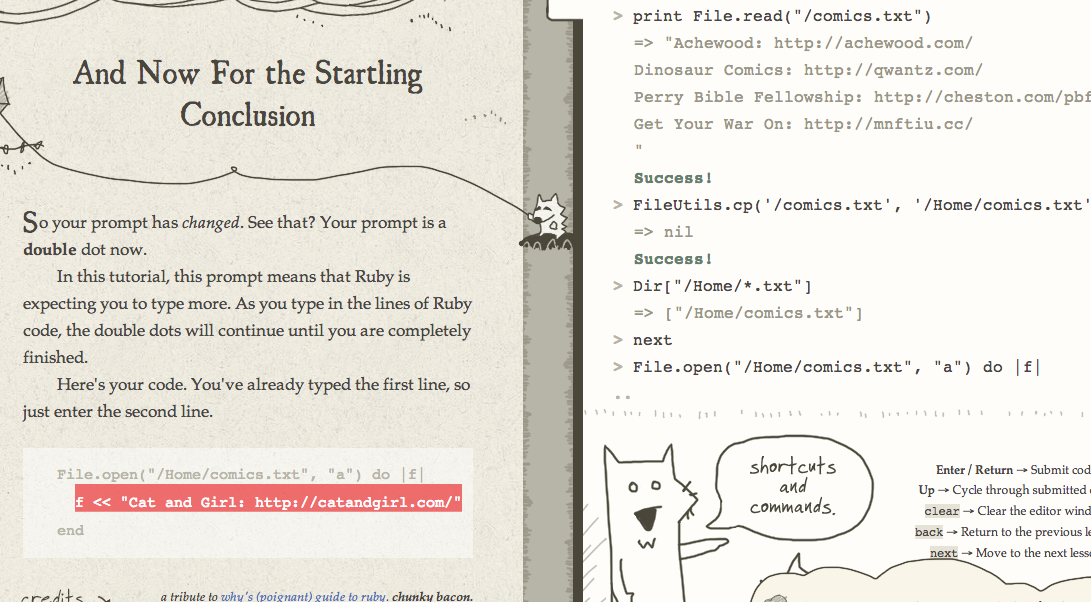 And Now For the Startling
Conclusion
So your prompt has changed. See that? Your prompt is a
double dot now.
In this tutorial, this prompt means that Ruby is
expecting you to type more. As you type in the lines of Ruby
code, the double dots will continue until you are completely
finished.
Here's your code. You've already typed the first line, so
just enter the second line.
File.open("/Home/comics.txt", "a") do |f|
f << "Cat and Girl: http://catandgirl.com/"
end
credits
a tribute to why's (poignant) guide to ruby. chunky bacon.
> print File.read("/comics.txt")
=> "Achewood: http://achewood.com/
Dinosaur Comics: http://qwantz.com/
Perry Bible Fellowship: http://cheston.com/pbf
Get Your War On: http://mnftiu.cc/
"
Success!
> FileUtils.cp('/comics.txt', '/Home/comics.txt'
=> nil
Success!
> Dir["/Home/*.txt"]
=> ["/Home/comics.txt"]
> next
> File.open("/Home/comics.txt", "a") do |f|
..
shortcuts
and
commands.
Enter / Return → Submit cod
Up → Cycle through submitted
clear → Clear the editor wind
back → Return to the previous le
next → Move to the next less